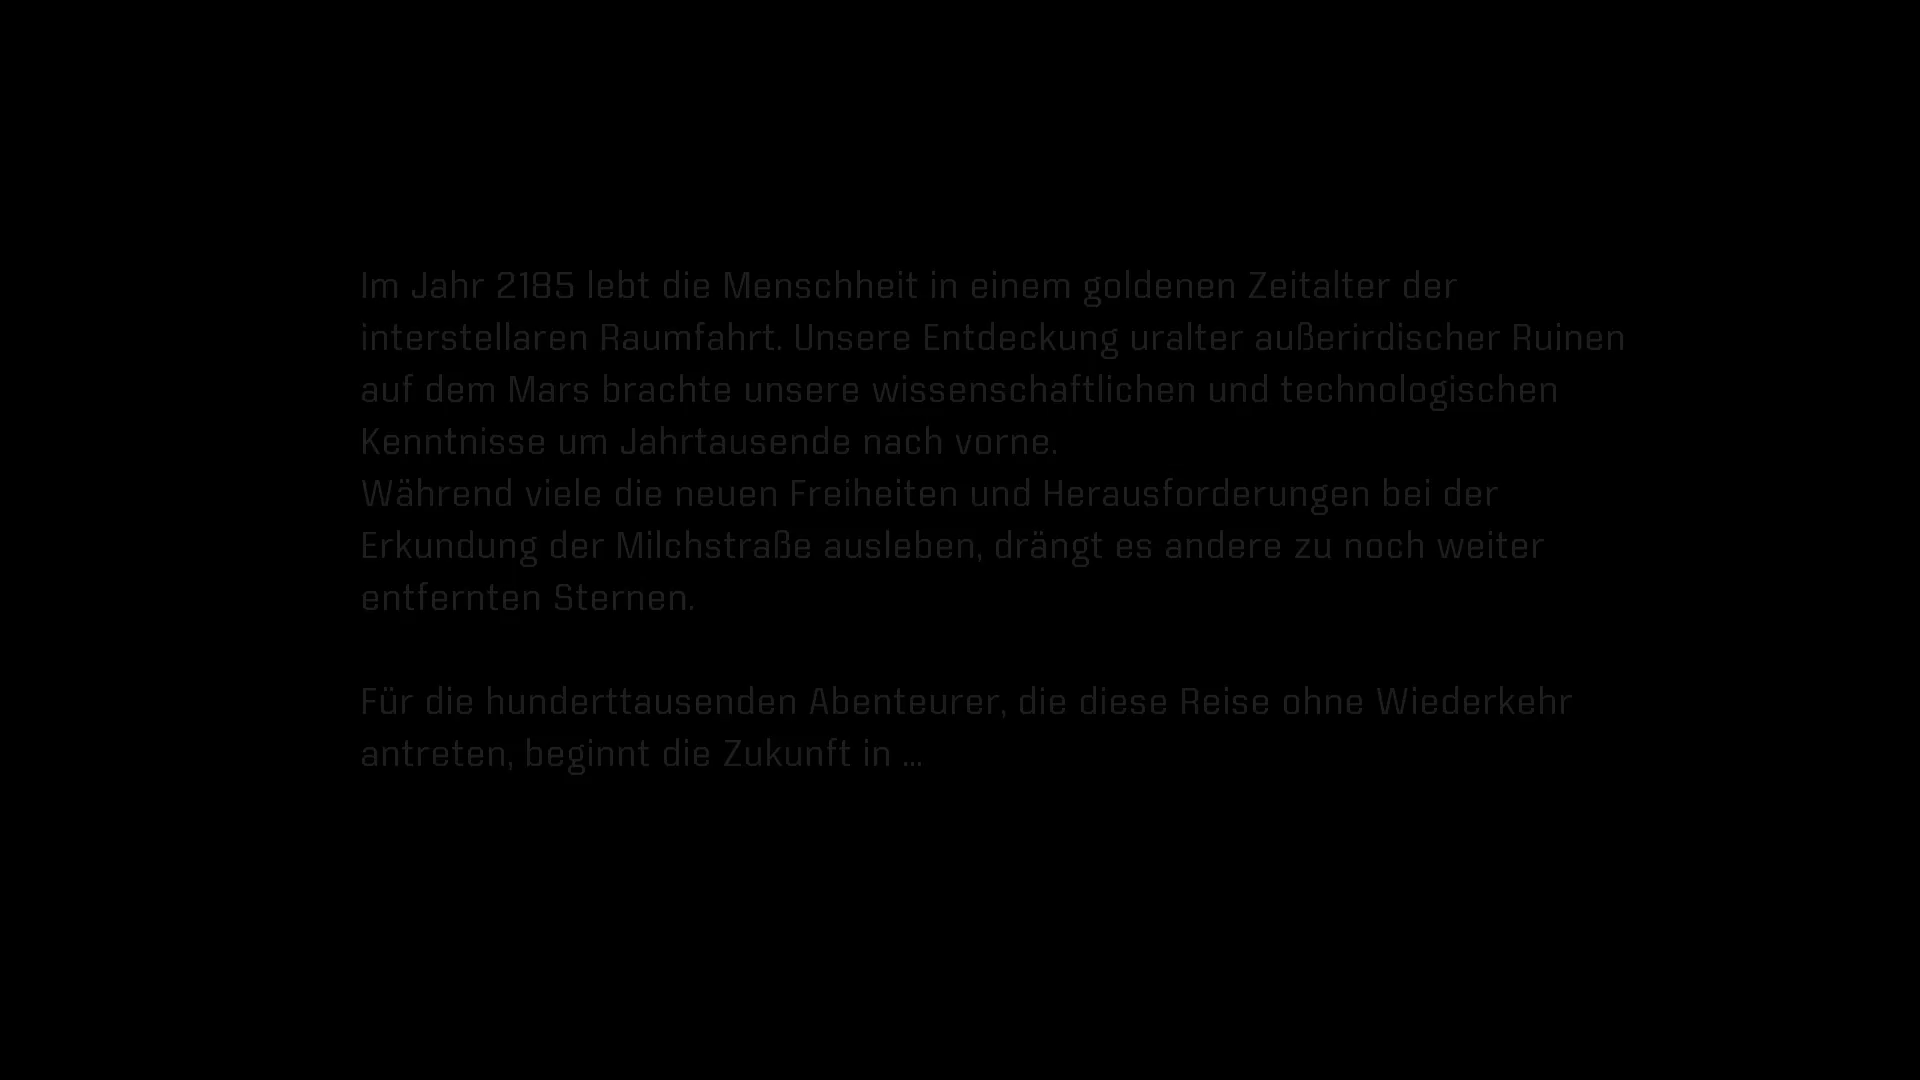 Im Jahr 2185 lebt die Menschheit in einem goldenen Zeitalter der
interstellaren Raumfahrt. Unsere Entdeckung uralter außerirdischer Ruinen
auf dem Mars brachte unsere wissenschaftlichen und technologischen
Kenntnisse um Jahrtausende nach vorne.
Während viele die neuen Freiheiten und Herausforderungen bei der
Erkundung der Milchstraße ausleben, drängt es andere zu noch weiter
entfernten Sternen.
Für die hunderttausenden Abenteurer, die diese Reise ohne Wiederkehr
antreten, beginnt die Zukunft in ...